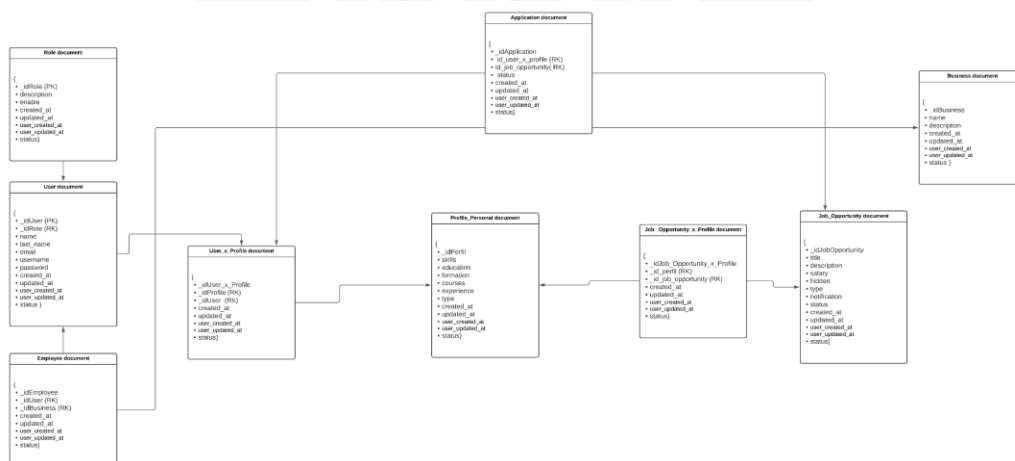 Application document
{
• _idApplication
• id_user_x_profile (RK)
• id_job_opportunity( RK)
• status
• created_at
• updated_at
• user_created_at
• user_updated_at
• status}
Role document
{
• _idRole (PK)
• description
• enable
• created_at
• updated_at
• user_created_at
• user_updated_at
• status}
Business document
{
• _idBusiness
• name
• description
• created_at
• updated_at
• user_created_at
• user_updated_at
• status }
User document
{
• _idUser (PK)
• _idRole (RK)
• name
• last_name
• email
• username
• password
• created_at
• updated_at
• user_created_at
• user_updated_at
• status )
User_x_Profile document
{
• _idUser_x_Profile
• _idProfile (RK)
• _idUser (RK)
• created_at
• updated_at
• user_created_at
• user_updated_at
• status}
Profile_Personal document
{
• _idPerfil
• skills
• education
• formation
• courses
• experience
• type
• created_at
• updated_at
• user_created_at
• user_updated_at
• status}
Job _Opportunity_x_Profile document
{
• _idJob_Opportunity_x_Profile
• _id_perfil (RK)
• _id_job_opportunity (RK)
• created_at
• updated_at
• user_created_at
• user_updated_at
• status}
Job_Opportunity document
{
• _idJobOpportunity
• title
• description
• salary
• hidden
• type
• notification
• status
• created_at
• updated_at
• user_created_at
• user_updated_at
• status}
Employee document
{
• _idEmployee
• _idUser (RK)
• _idBusiness (RK)
• created_at
• updated_at
• user_created_at
• user_updated_at
• status}